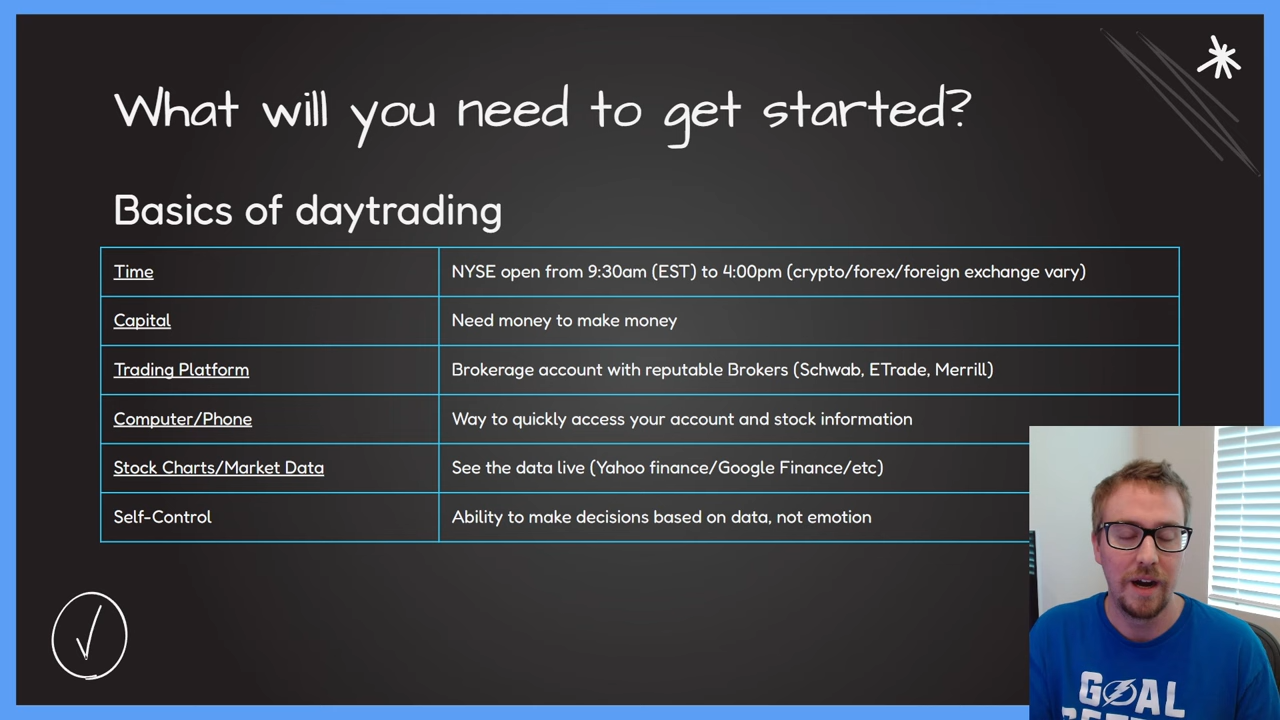 What will you need to get started?
Basics of daytrading
Time NYSE open from 9:30am (EST) to 4:00pm (crypto/forex/foreign exchange vary)
Capital Need money to make money
Trading Platform Brokerage account with reputable Brokers (Schwab, ETrade, Merrill)
Computer/Phone Way to quickly access your account and stock information
Stock Charts/Market Data See the data live (Yahoo finance/Google Finance/etc)
Self-Control Ability to make decisions based on data, not emotion
GOAL